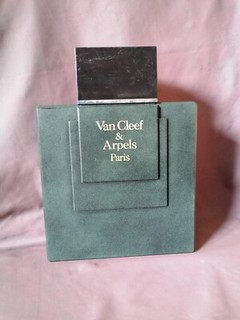 Van Cleef
&
Arpels
Paris